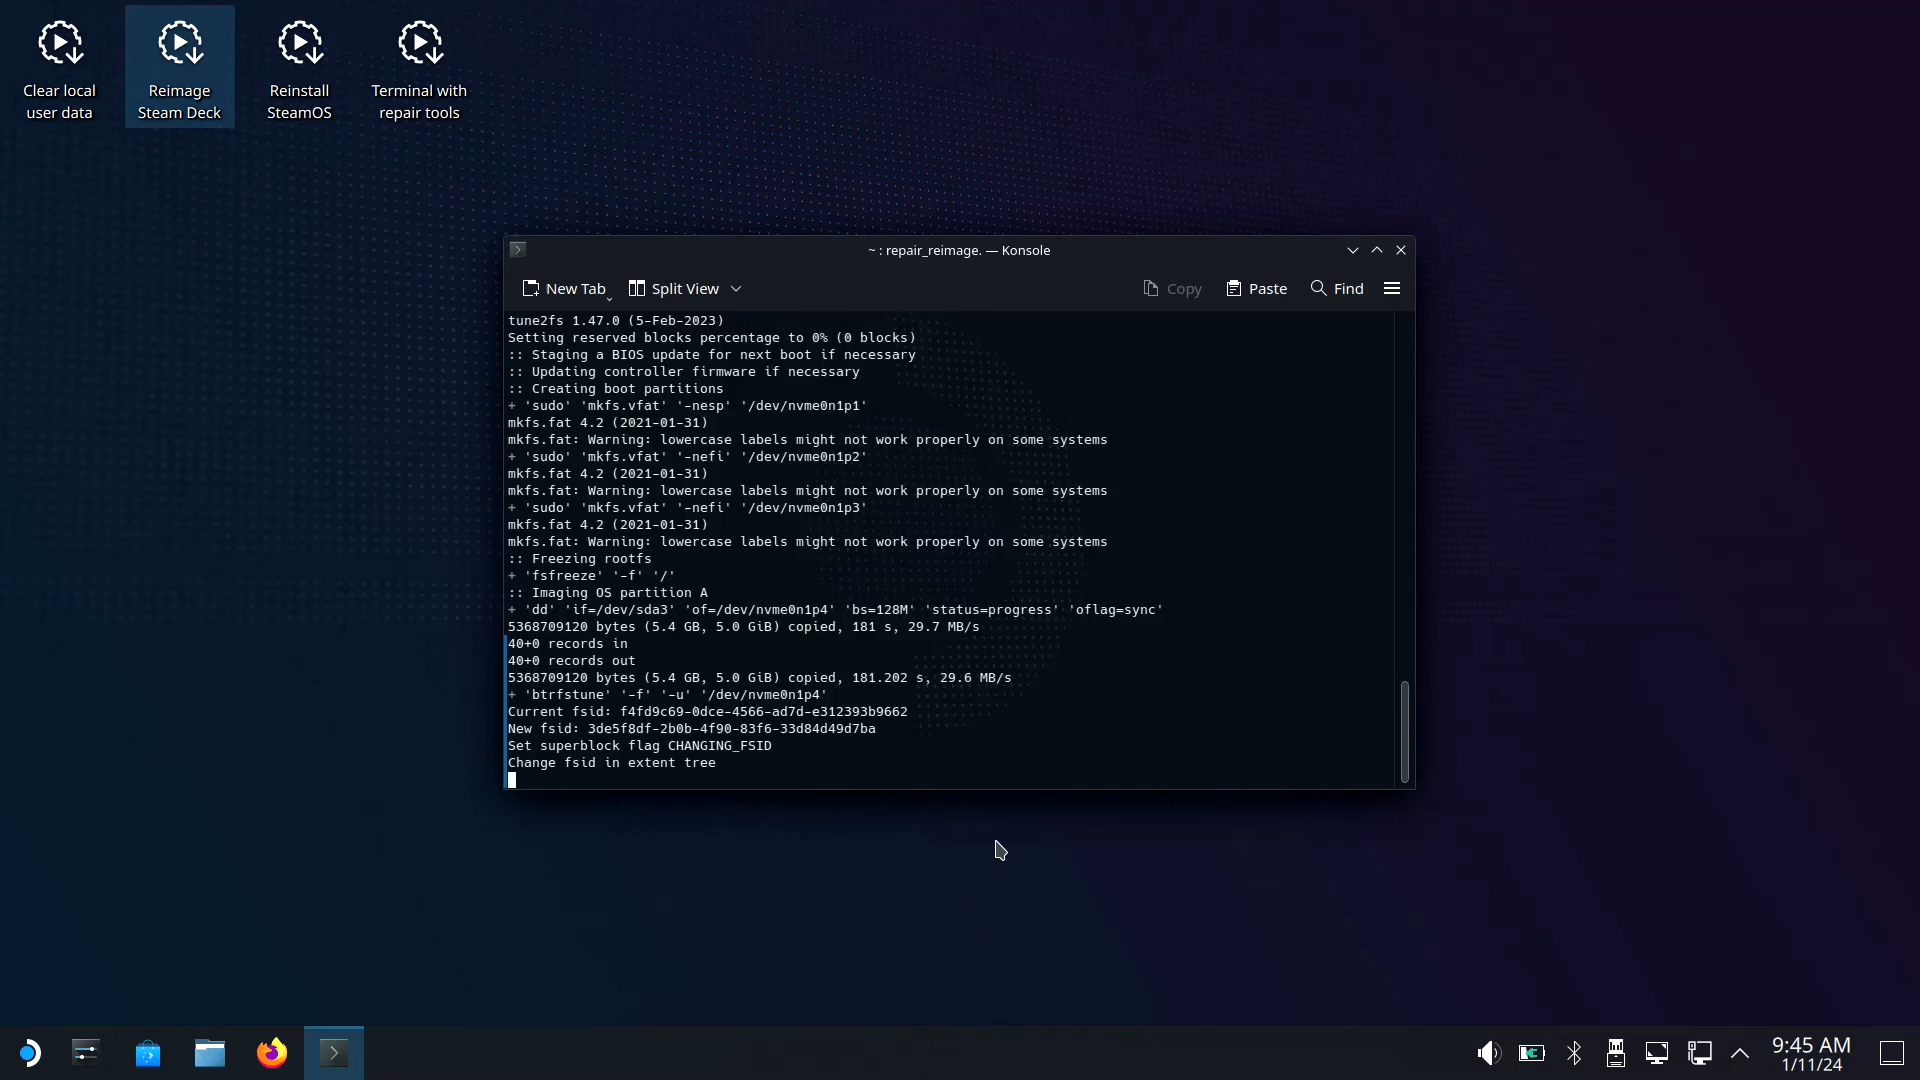 Clear local
user data
Reimage
Steam Deck
Reinstall
SteamOS
Terminal with
repair tools
~ : repair_reimage. — Konsole
New Tab
Split View
Copy
Paste
Find
tune2fs 1.47.0 (5-Feb-2023)
Setting reserved blocks percentage to 0% (0 blocks)
:: Staging a BIOS update for next boot if necessary
:: Updating controller firmware if necessary
:: Creating boot partitions
+ 'sudo' 'mkfs.vfat' '-nesp' '/dev/nvme0n1p1'
mkfs.fat 4.2 (2021-01-31)
mkfs.fat: Warning: lowercase labels might not work properly on some systems
+ 'sudo' 'mkfs.vfat' '-nefi' '/dev/nvme0n1p2'
mkfs.fat 4.2 (2021-01-31)
mkfs.fat: Warning: lowercase labels might not work properly on some systems
+ 'sudo' 'mkfs.vfat' '-nefi' '/dev/nvme0n1p3'
mkfs.fat 4.2 (2021-01-31)
mkfs.fat: Warning: lowercase labels might not work properly on some systems
:: Freezing rootfs
+ 'fsfreeze' '-f' '/'
:: Imaging OS partition A
+ 'dd' 'if=/dev/sda3' 'of=/dev/nvme0n1p4' 'bs=128M' 'status=progress' 'oflag=sync'
5368709120 bytes (5.4 GB, 5.0 GiB) copied, 181 s, 29.7 MB/s
40+0 records in
40+0 records out
5368709120 bytes (5.4 GB, 5.0 GiB) copied, 181.202 s, 29.6 MB/s
+ 'btrfstune' '-f' '-u' '/dev/nvme0n1p4'
Current fsid: f4fd9c69-0dce-4566-ad7d-e312393b9662
New fsid: 3de5f8df-2b0b-4f90-83f6-33d84d49d7ba
Set superblock flag CHANGING_FSID
Change fsid in extent tree
9:45 AM
1/11/24